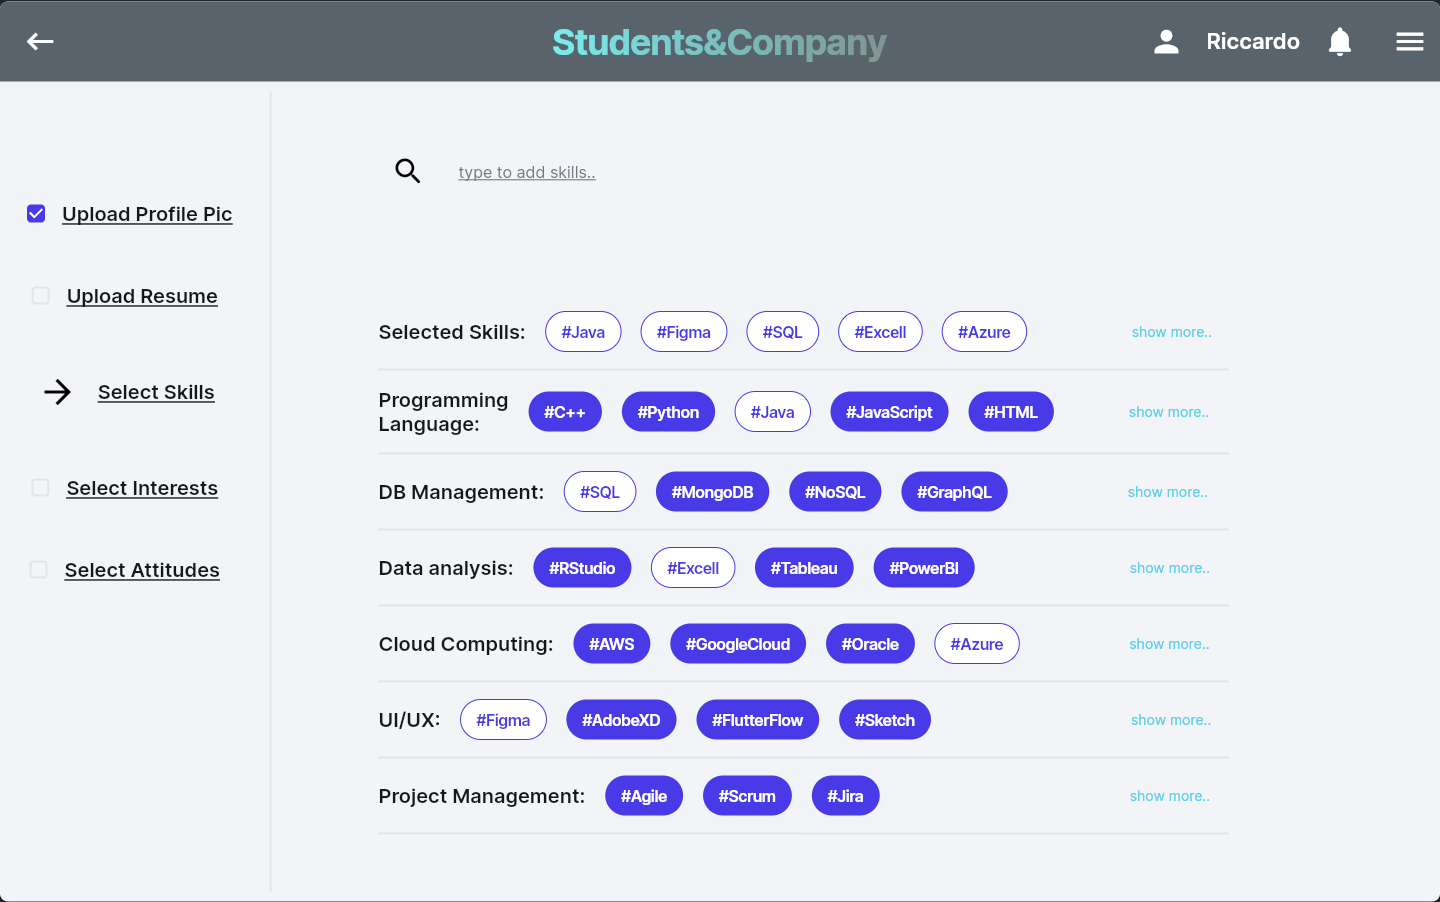 Students&Company
Riccardo
type to add skills..
Upload Profile Pic
Upload Resume
Select Skills
Select Interests
Select Attitudes
Selected Skills: #Java #Figma #SQL #Excell #Azure show more..
Programming
Language: #C++ #Python #Java #JavaScript #HTML show more..
DB Management: #SQL #MongoDB #NoSQL #GraphQL show more..
Data analysis: #RStudio #Excell #Tableau #PowerBI show more..
Cloud Computing: #AWS #GoogleCloud #Oracle #Azure show more..
UI/UX: #Figma #AdobeXD #FlutterFlow #Sketch show more..
Project Management: #Agile #Scrum #Jira show more..